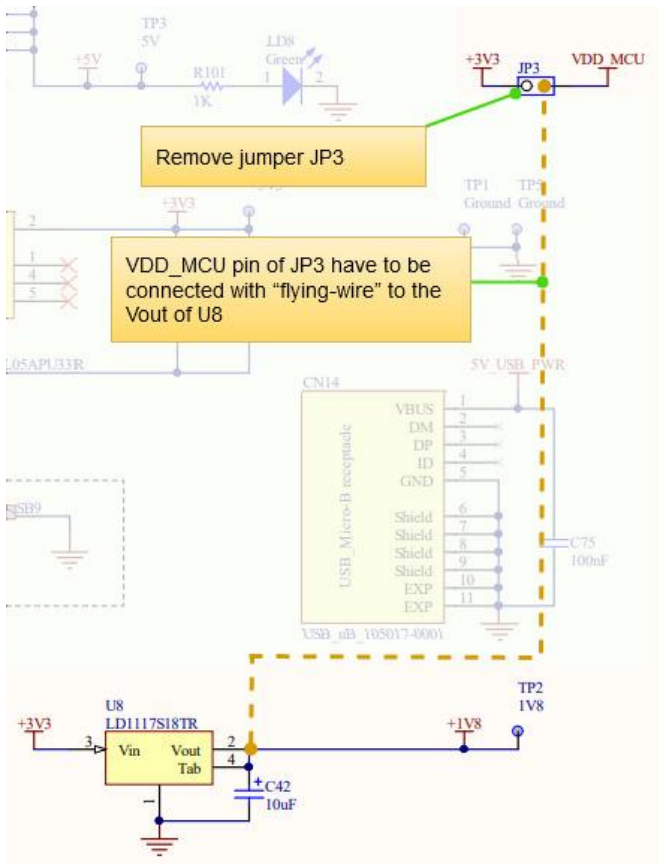 TP3
5V
+5V
R101
1K
LD8
Green
1
2
+3V3
JP3
VDD_MCU
Remove jumper JP3
+3V3
TP1
Ground
TP5
Ground
2
1
4
5
VDD_MCU pin of JP3 have to be
connected with “flying-wire” to the
Vout of U8
L05APU33R
5V_USB_PWR
CN14
USB_Micro-B receptacle
VBUS 1
DM 2
DP 3
ID 4
GND 5
Shield 6
Shield 7
Shield 8
Shield 9
EXP 10
EXP 11
USB_uB_105017-0001
C75
100nF
SB9
U8
LD1117S18TR
+3V3
3
Vin
Vout 2
Tab 4
1
C42
10uF
+1V8
TP2
1V8